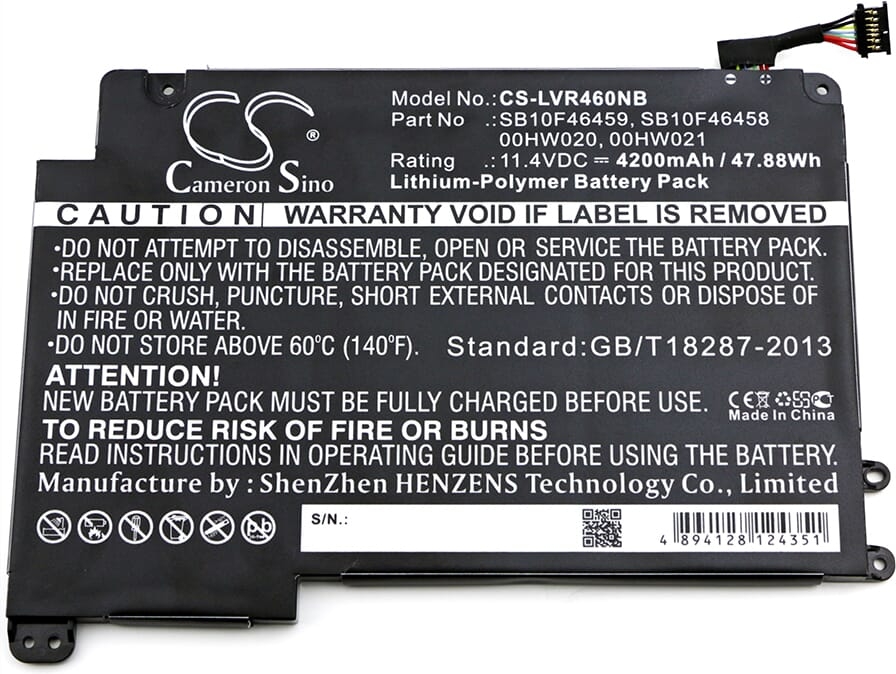 CS ®
Cameron Sino
Model No.: CS-LVR460NB
Part No .: SB10F46459, SB10F46458
00HW020, 00HW021
Rating .: 11.4VDC ⎓ 4200mAh / 47.88Wh
Lithium-Polymer Battery Pack
CAUTION WARRANTY VOID IF LABEL IS REMOVED
•DO NOT ATTEMPT TO DISASSEMBLE, OPEN OR SERVICE THE BATTERY PACK.
•REPLACE ONLY WITH THE BATTERY PACK DESIGNATED FOR THIS PRODUCT.
•DO NOT CRUSH, PUNCTURE, SHORT EXTERNAL CONTACTS OR DISPOSE OF
IN FIRE OR WATER.
•DO NOT STORE ABOVE 60°C (140°F). Standard:GB/T18287-2013
ATTENTION!
NEW BATTERY PACK MUST BE FULLY CHARGED BEFORE USE.
CE
Made In China
TO REDUCE RISK OF FIRE OR BURNS
READ INSTRUCTIONS IN OPERATING GUIDE BEFORE USING THE BATTERY.
Manufacture by : ShenZhen HENZENS Technology Co., Limited
Pb
S/N.:
4 894128 124351